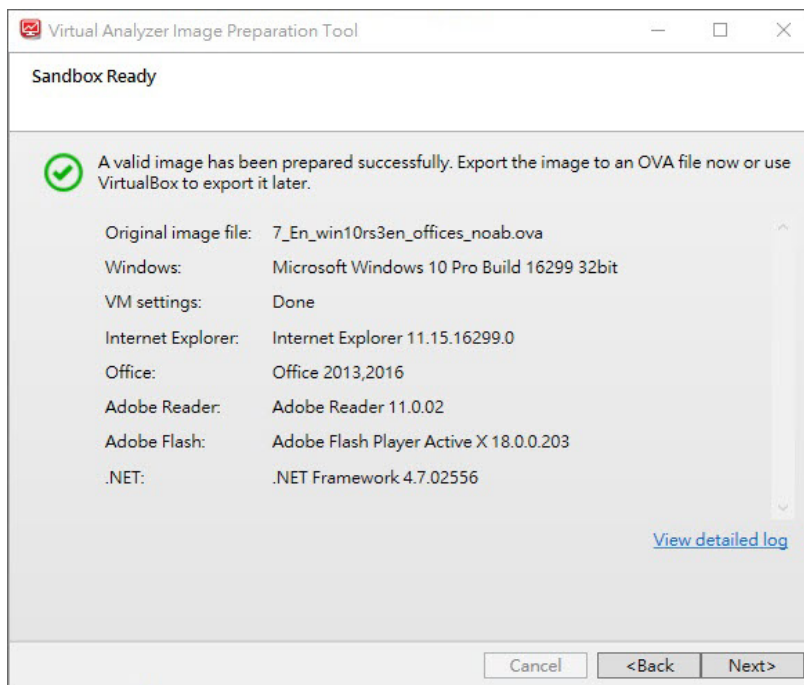 Virtual Analyzer Image Preparation Tool
Sandbox Ready
A valid image has been prepared successfully. Export the image to an OVA file now or use
VirtualBox to export it later.
Original image file: 7_En_win10rs3en_offices_noab.ova
Windows: Microsoft Windows 10 Pro Build 16299 32bit
VM settings: Done
Internet Explorer: Internet Explorer 11.15.16299.0
Office: Office 2013,2016
Adobe Reader: Adobe Reader 11.0.02
Adobe Flash: Adobe Flash Player Active X 18.0.0.203
.NET: .NET Framework 4.7.02556
View detailed log
Cancel <Back Next>